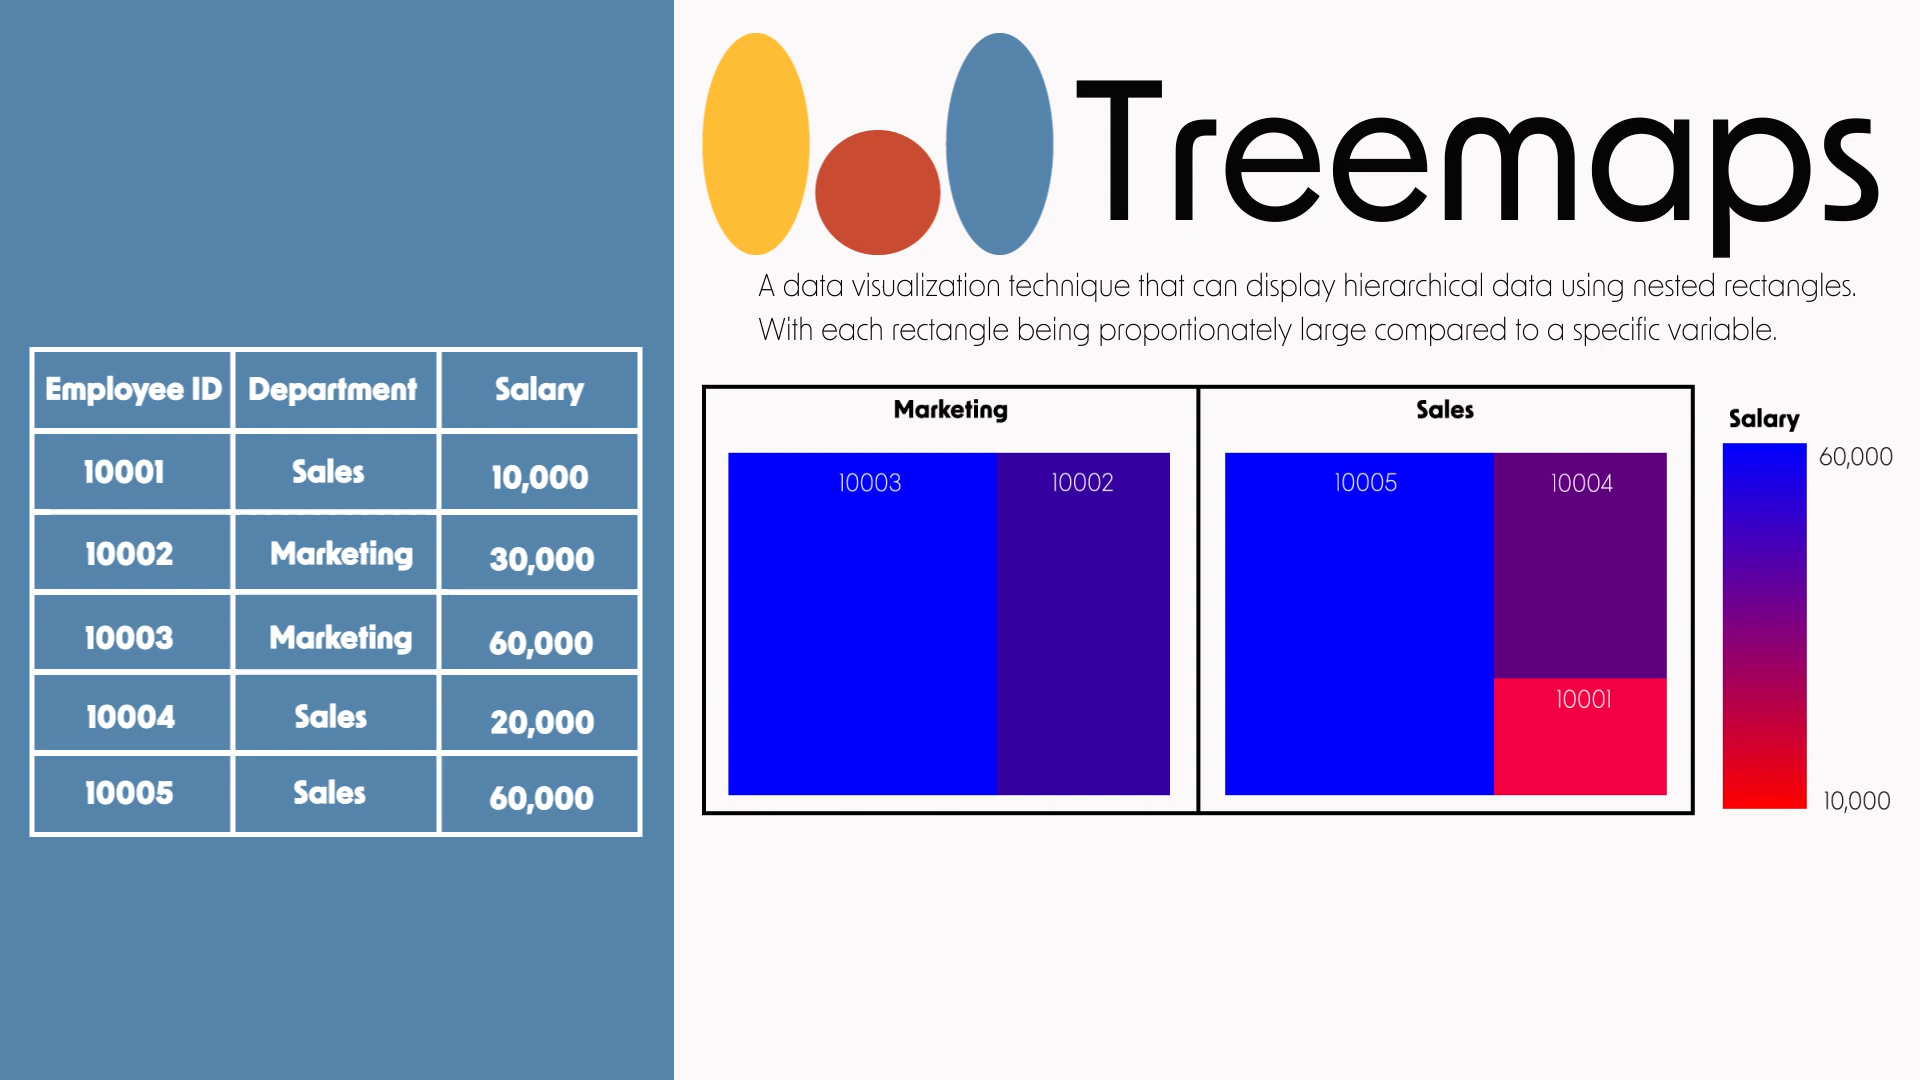 Treemaps
A data visualization technique that can display hierarchical data using nested rectangles.
With each rectangle being proportionately large compared to a specific variable.
Employee ID Department Salary
10001 Sales 10,000
10002 Marketing 30,000
10003 Marketing 60,000
10004 Sales 20,000
10005 Sales 60,000
Marketing
10003 10002
Sales
10005 10004
10001
Salary
60,000
10,000